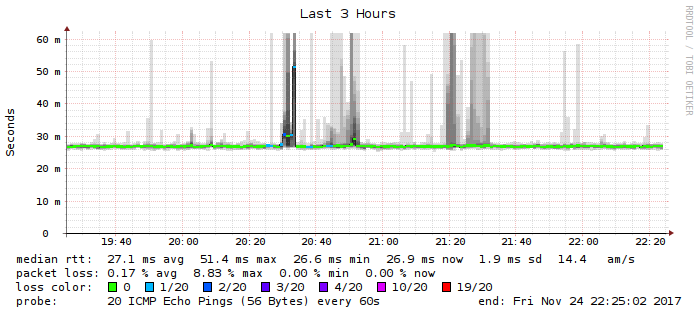 Last 3 Hours
RRDTOOL / TOBI OETIKER
Seconds
60 m
50 m
40 m
30 m
20 m
10 m
0
19:40 20:00 20:20 20:40 21:00 21:20 21:40 22:00 22:20
median rtt: 27.1 ms avg 51.4 ms max 26.6 ms min 26.9 ms now 1.9 ms sd 14.4 am/s
packet loss: 0.17 % avg 8.83 % max 0.00 % min 0.00 % now
loss color: 0 1/20 2/20 3/20 4/20 10/20 19/20
probe: 20 ICMP Echo Pings (56 Bytes) every 60s end: Fri Nov 24 22:25:02 2017